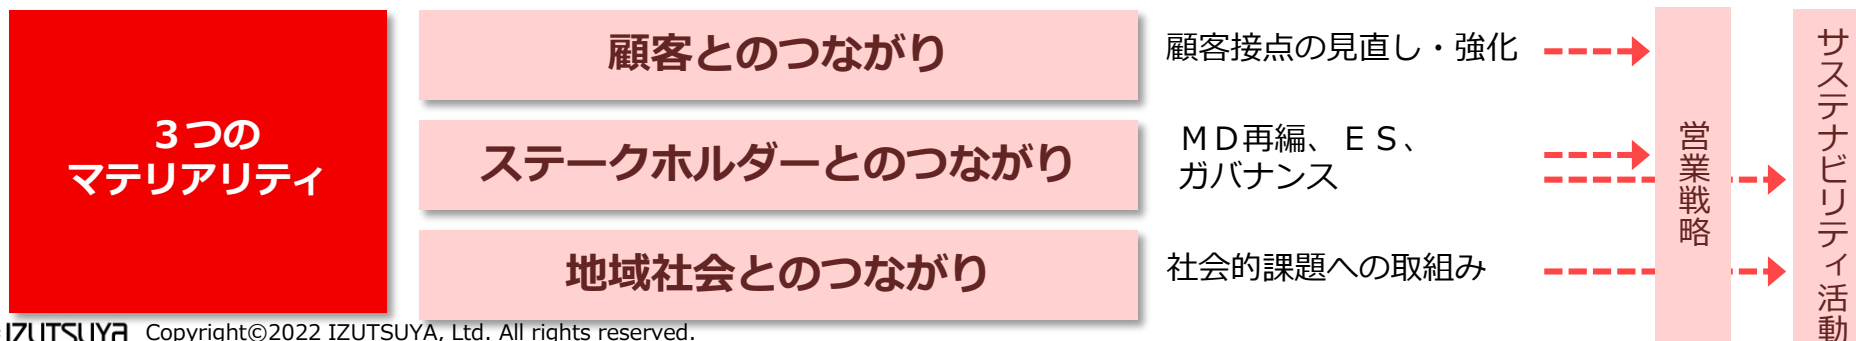 ３つの
マテリアリティ
顧客とのつながり
顧客接点の見直し・強化
ステークホルダーとのつながり
ＭＤ再編、ＥＳ、
ガバナンス
地域社会とのつながり
社会的課題への取組み
営業戦略
サステナビリティ活動
IZUTSUYA Copyright©2022 IZUTSUYA, Ltd. All rights reserved.